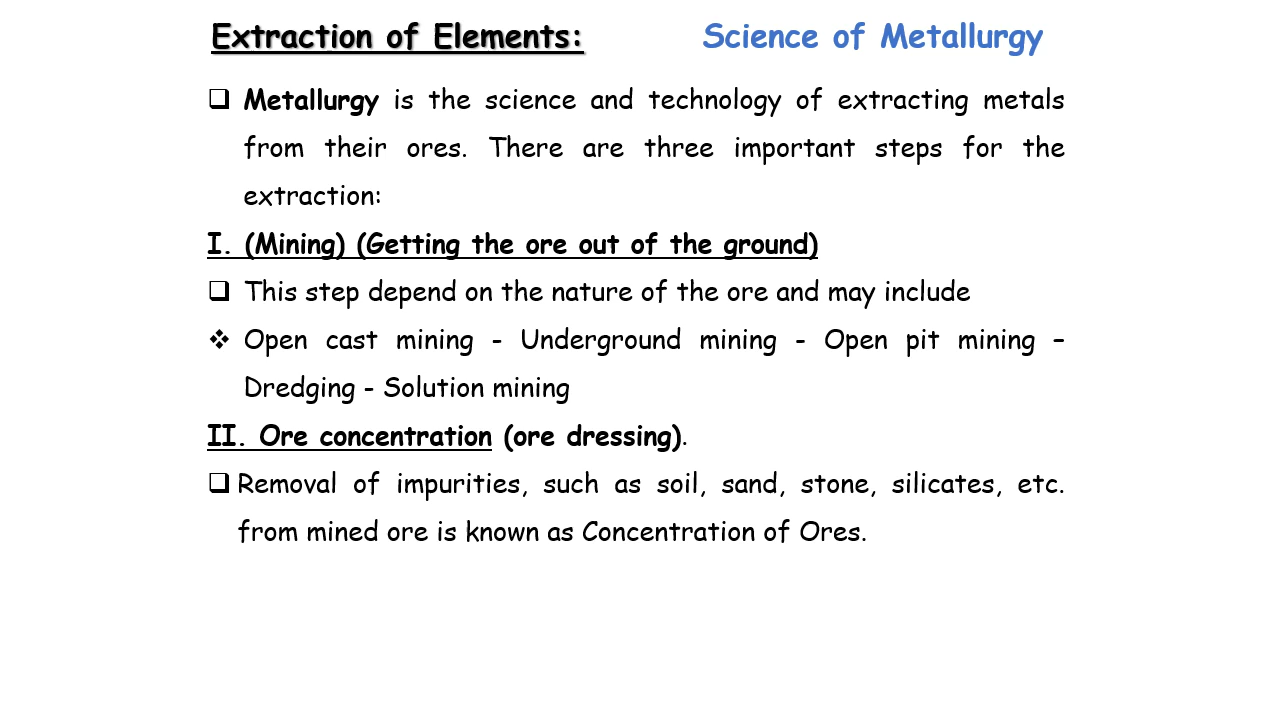 Extraction of Elements: Science of Metallurgy
❑ Metallurgy is the science and technology of extracting metals
from their ores. There are three important steps for the
extraction:
I. (Mining) (Getting the ore out of the ground)
❑ This step depend on the nature of the ore and may include
❖ Open cast mining - Underground mining - Open pit mining –
Dredging - Solution mining
II. Ore concentration (ore dressing).
❑ Removal of impurities, such as soil, sand, stone, silicates, etc.
from mined ore is known as Concentration of Ores.